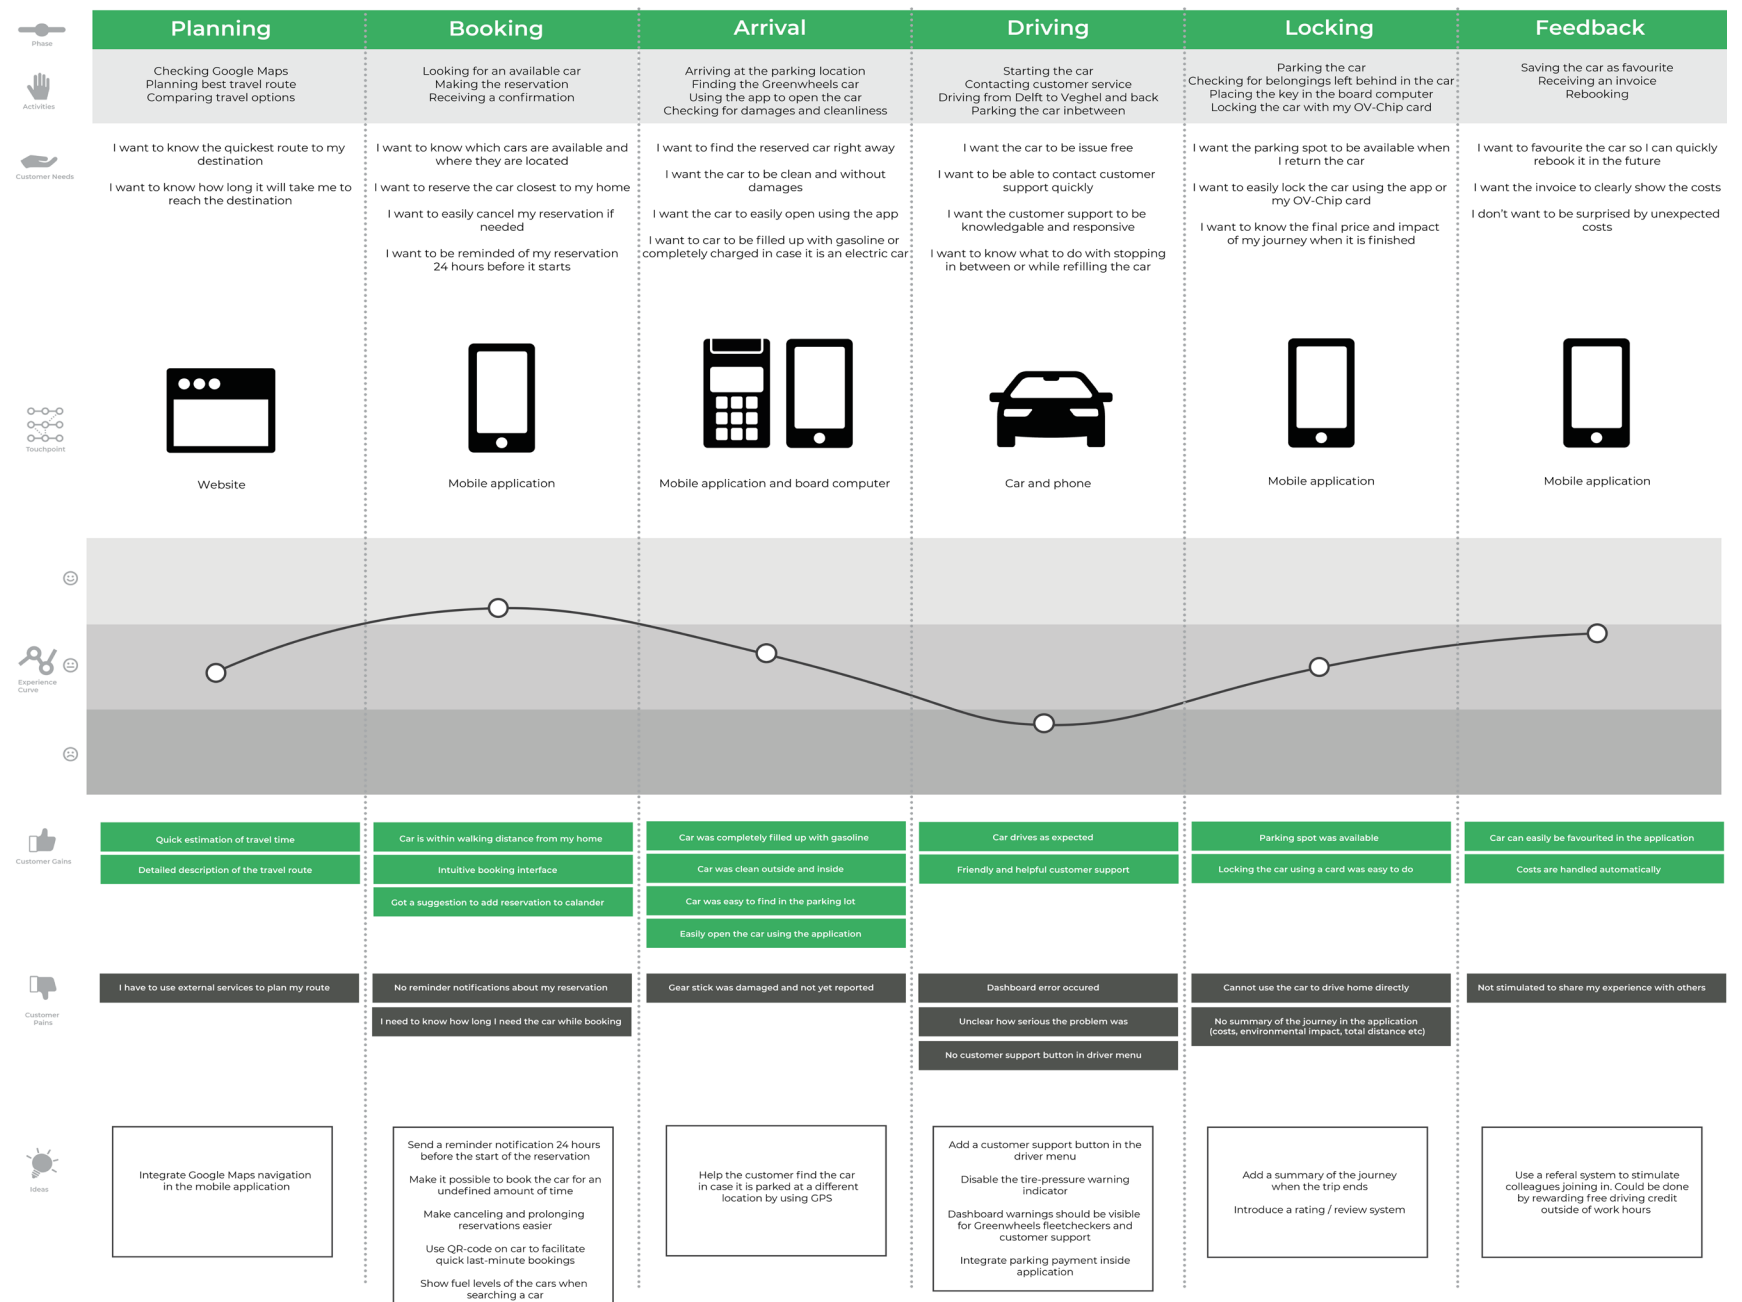 Phase
Planning
Booking
Arrival
Driving
Locking
Feedback
Activities
Checking Google Maps
Planning best travel route
Comparing travel options
Looking for an available car
Making the reservation
Receiving a confirmation
Arriving at the parking location
Finding the Greenwheels car
Using the app to open the car
Checking for damages and cleanliness
Starting the car
Contacting customer service
Driving from Delft to Veghel and back
Parking the car inbetween
Parking the car
Checking for belongings left behind in the car
Placing the key in the board computer
Locking the car with my OV-Chip card
Saving the car as favourite
Receiving an invoice
Rebooking
Customer Needs
I want to know the quickest route to my
destination
I want to know how long it will take me to
reach the destination
I want to know which cars are available and
where they are located
I want to reserve the car closest to my home
I want to easily cancel my reservation if
needed
I want to be reminded of my reservation
24 hours before it starts
I want to find the reserved car right away
I want the car to be clean and without
damages
I want the car to easily open using the app
I want to car to be filled up with gasoline or
completely charged in case it is an electric car
I want the car to be issue free
I want to be able to contact customer
support quickly
I want the customer support to be
knowledgable and responsive
I want to know what to do with stopping
in between or while refilling the car
I want the parking spot to be available when
I return the car
I want to easily lock the car using the app or
my OV-Chip card
I want to know the final price and impact
of my journey when it is finished
I want to favourite the car so I can quickly
rebook it in the future
I want the invoice to clearly show the costs
I don't want to be surprised by unexpected
costs
Touchpoint
Website
Mobile application
Mobile application and board computer
Car and phone
Mobile application
Mobile application
Experience
Curve
Customer Gains
Quick estimation of travel time
Detailed description of the travel route
Car is within walking distance from my home
Intuitive booking interface
Got a suggestion to add reservation to calander
Car was completely filled up with gasoline
Car was clean outside and inside
Car was easy to find in the parking lot
Easily open the car using the application
Car drives as expected
Friendly and helpful customer support
Parking spot was available
Locking the car using a card was easy to do
Car can easily be favourited in the application
Costs are handled automatically
Customer
Pains
I have to use external services to plan my route
No reminder notifications about my reservation
I need to know how long I need the car while booking
Gear stick was damaged and not yet reported
Dashboard error occured
Unclear how serious the problem was
No customer support button in driver menu
Cannot use the car to drive home directly
No summary of the journey in the application
(costs, environmental impact, total distance etc)
Not stimulated to share my experience with others
Ideas
Integrate Google Maps navigation
in the mobile application
Send a reminder notification 24 hours
before the start of the reservation
Make it possible to book the car for an
undefined amount of time
Make canceling and prolonging
reservations easier
Use QR-code on car to facilitate
quick last-minute bookings
Show fuel levels of the cars when
searching a car
Help the customer find the car
in case it is parked at a different
location by using GPS
Add a customer support button in the
driver menu
Disable the tire-pressure warning
indicator
Dashboard warnings should be visible
for Greenwheels fleetcheckers and
customer support
Integrate parking payment inside
application
Add a summary of the journey
when the trip ends
Introduce a rating / review system
Use a referal system to stimulate
colleagues joining in. Could be done
by rewarding free driving credit
outside of work hours